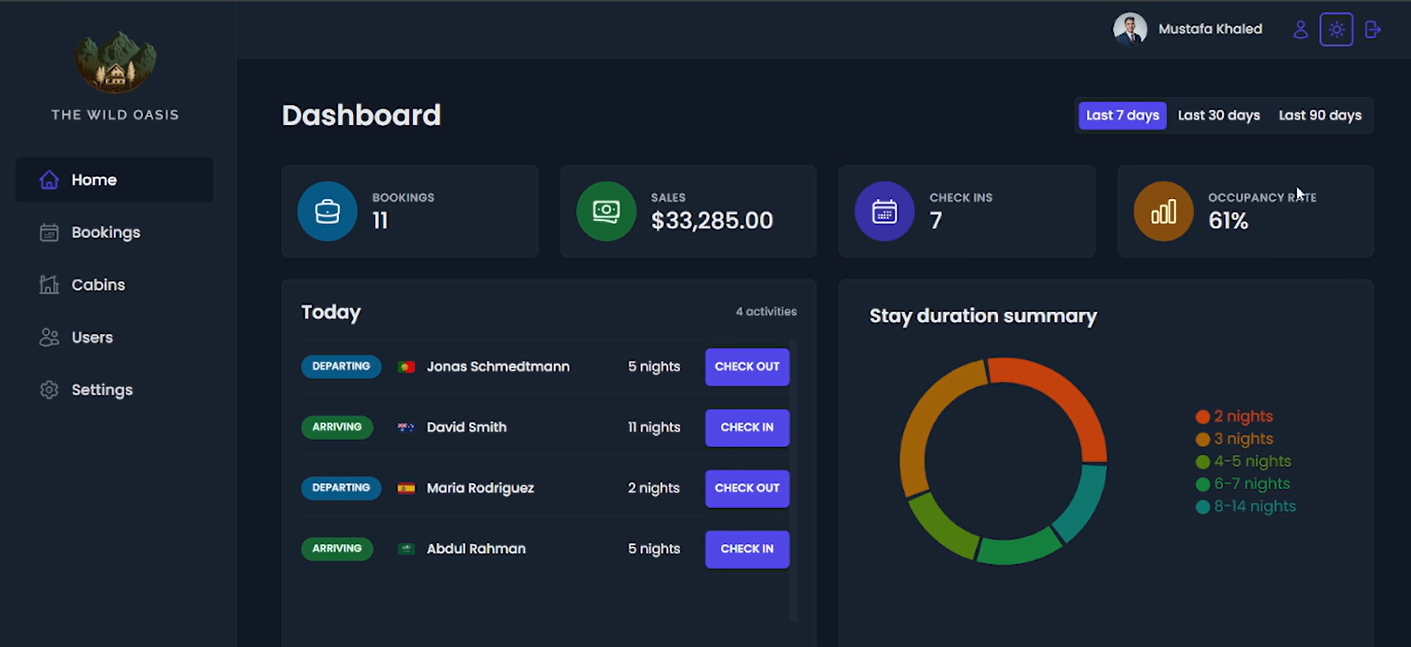 Mustafa Khaled
THE WILD OASIS
Home
Bookings
Cabins
Users
Settings
Dashboard
Last 7 days Last 30 days Last 90 days
BOOKINGS
11
SALES
$33,285.00
CHECK INS
7
OCCUPANCY RATE
61%
Today
4 activities
DEPARTING Jonas Schmedtmann 5 nights CHECK OUT
ARRIVING David Smith 11 nights CHECK IN
DEPARTING Maria Rodriguez 2 nights CHECK OUT
ARRIVING Abdul Rahman 5 nights CHECK IN
Stay duration summary
2 nights
3 nights
4-5 nights
6-7 nights
8-14 nights